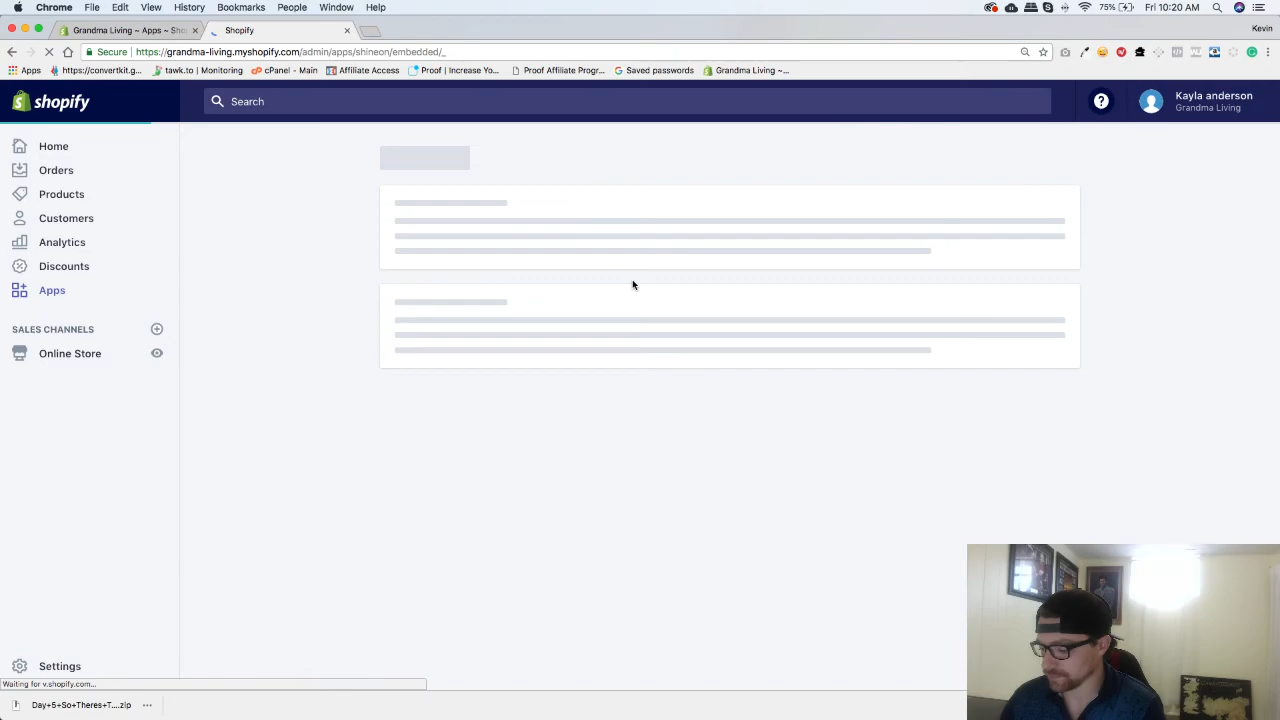 Chrome File Edit View History Bookmarks People Window Help 75% Fri 10:20 AM
Grandma Living ~ Apps ~ Sho Shopify Kevin
Secure https://grandma-living.myshopify.com/admin/apps/shineon/embedded/_
Apps https://convertkit.g... tawk.to | Monitoring cPanel - Main Affiliate Access Proof | Increase Yo... Proof Affiliate Progr... Saved passwords Grandma Living ~...
shopify Search ? Kayla anderson
Grandma Living
Home
Orders
Products
Customers
Analytics
Discounts
Apps
SALES CHANNELS
Online Store
Settings
Waiting for v.shopify.com...
Day+5+So+Theres+T....zip